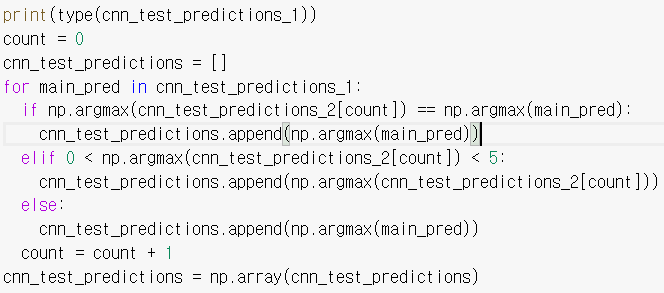 print(type(cnn_test_predictions_1))
count = 0
cnn_test_predictions = []
for main_pred in cnn_test_predictions_1:
  if np.argmax(cnn_test_predictions_2[count]) == np.argmax(main_pred):
    cnn_test_predictions.append(np.argmax(main_pred))
  elif 0 < np.argmax(cnn_test_predictions_2[count]) < 5:
    cnn_test_predictions.append(np.argmax(cnn_test_predictions_2[count]))
  else:
    cnn_test_predictions.append(np.argmax(main_pred))
  count = count + 1
cnn_test_predictions = np.array(cnn_test_predictions)